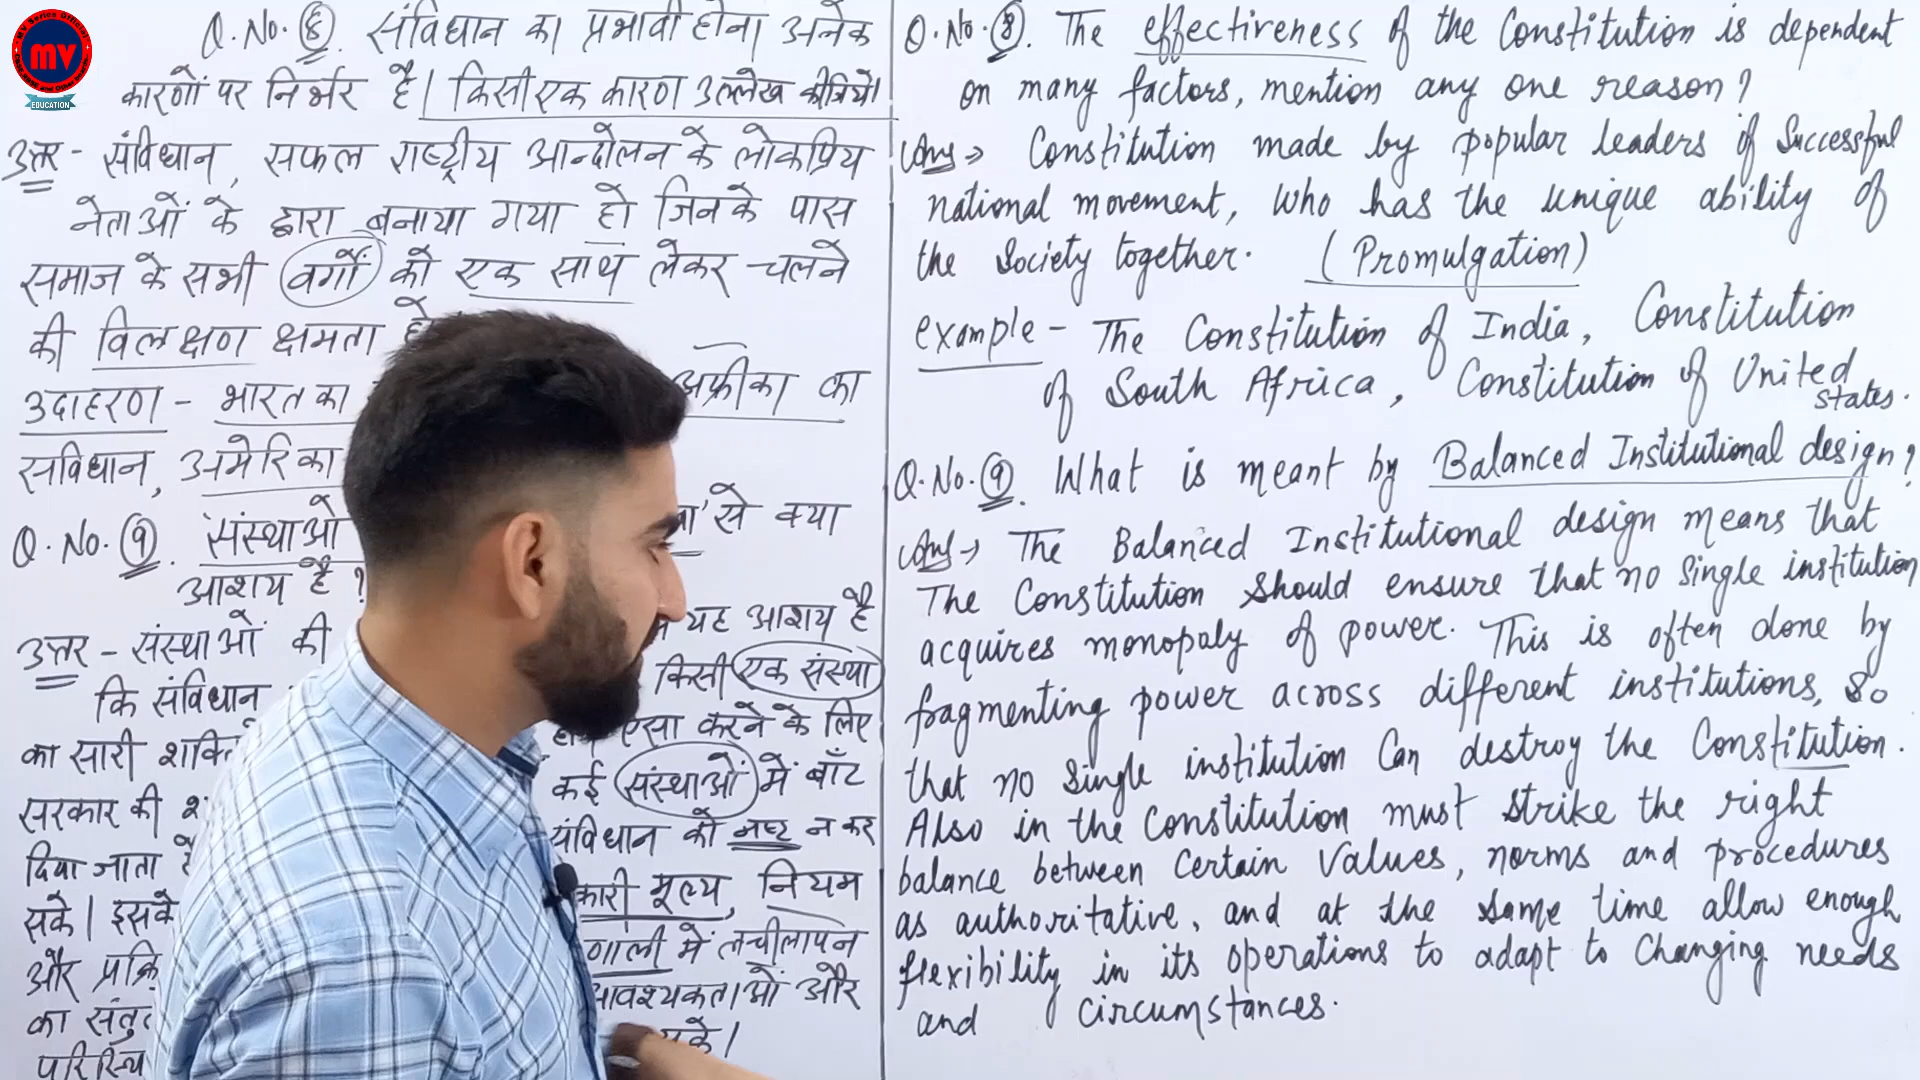 MV Series Official
mv
EDUCATION
Q. No. (8). संविधान का प्रभावी होना अनेक
कारणों पर निर्भर है। किसी एक कारण उल्लेख कीजिये।
उत्तर - संविधान, सफल राष्ट्रीय आन्दोलन के लोकप्रिय
नेताओं के द्वारा बनाया गया हो जिनके पास
समाज के सभी वर्गों को एक साथ लेकर चलने
की विलक्षण क्षमता हो
उदाहरण - भारत का अफ्रीका का
संविधान, अमेरिका
Q. No. (9). 'संस्थाओं से क्या
आशय है ?
उत्तर - संस्थाओं की यह आशय है
कि संविधान किसी एक संस्था
का सारी ऐसा करने के लिए
सरकार की कई संस्थाओं में बाँट
दिया जाता संविधान को नष्ट न कर
सके। इसके कारी मूल्य, नियम
और में लचीलापन
का आवश्यकताओं और
Q. No. (8). The effectireness of the Constitution is dependent
on many factors, mention any one reason?
Ans → Constitution made by popular leaders of Successful
national movement, who has the unique ability of
the Society together. (Promulgation)
example - The Constitution of India, Constitution
of South Africa, Constitution of United
States.
Q. No. (9). What is meant by Balanced Institutional design?
Ans → The Balanced Institutional design means that
The Constitution should ensure that no single institution
acquires monopaly of power. This is often done by
fragmenting power across different institutions, so
that no single institution Can destroy the Constitution.
Also in the Constitution must strike the right
balance between Certain Values, norms and procedures
as authoritative, and at the same time allow enough
flexibility in its operations to adapt to Changing needs
and Circumstances.